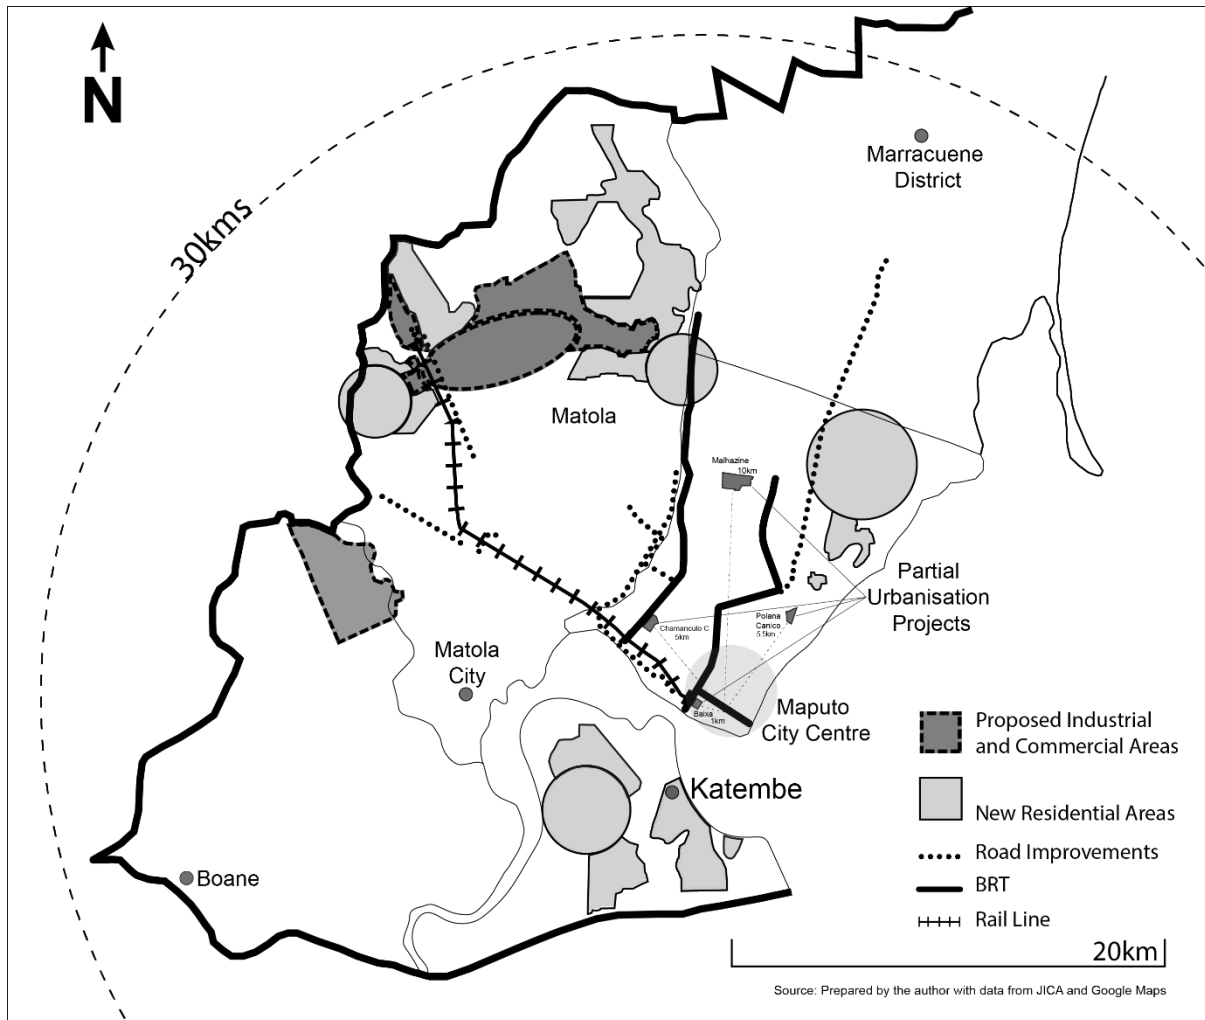 N
30kms
Marracuene
District
Matola
Malhazine
10km
Partial
Urbanisation
Projects
Chamanculo C
5km
Polana
Canico
5.5km
Matola
City
Baixa
1km
Maputo
City Centre
Katembe
Boane
Proposed Industrial
and Commercial Areas
New Residential Areas
Road Improvements
BRT
Rail Line
20km
Source: Prepared by the author with data from JICA and Google Maps